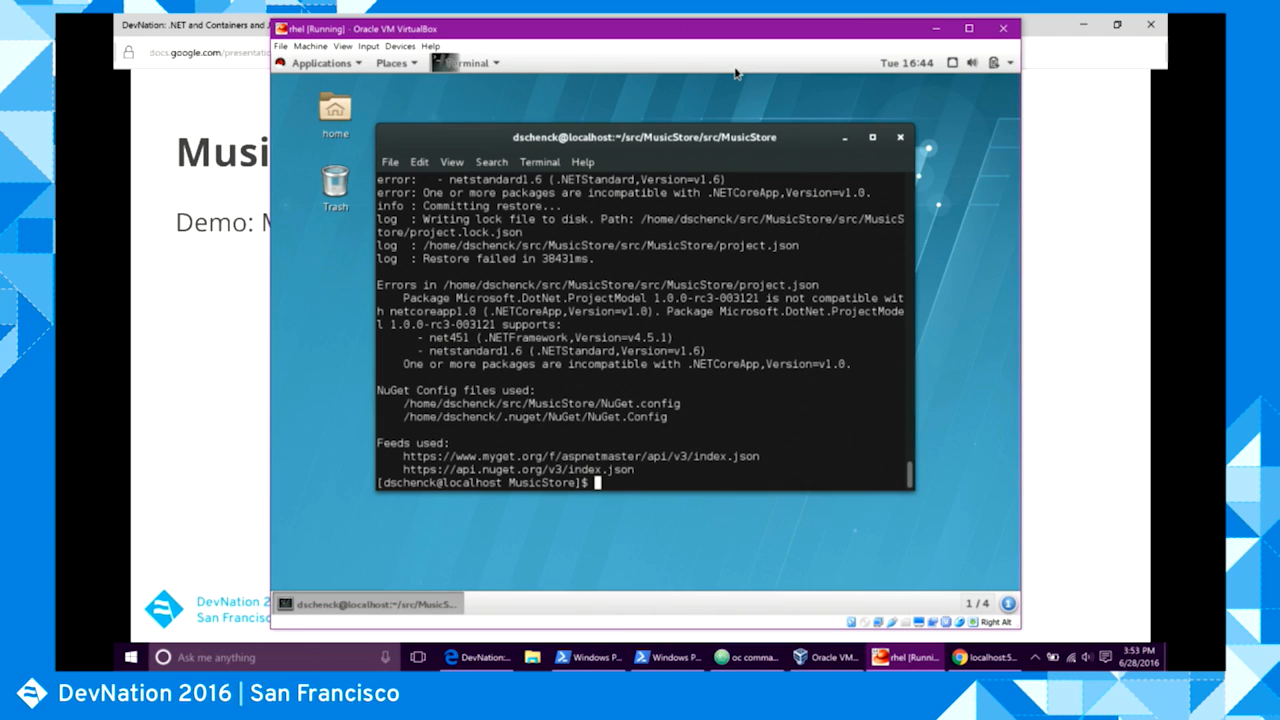 DevNation: .NET and Containers and
docs.google.com/presentati
rhel [Running] - Oracle VM VirtualBox
File Machine View Input Devices Help
Applications Places Terminal Tue 16:44
home
Trash
Musi
Demo: M
dschenck@localhost:~/src/MusicStore/src/MusicStore
File Edit View Search Terminal Help
error: - netstandard1.6 (.NETStandard,Version=v1.6)
error: One or more packages are incompatible with .NETCoreApp,Version=v1.0.
info : Committing restore...
log : Writing lock file to disk. Path: /home/dschenck/src/MusicStore/src/MusicS
tore/project.lock.json
log : /home/dschenck/src/MusicStore/src/MusicStore/project.json
log : Restore failed in 38431ms.
Errors in /home/dschenck/src/MusicStore/src/MusicStore/project.json
Package Microsoft.DotNet.ProjectModel 1.0.0-rc3-003121 is not compatible wit
h netcoreapp1.0 (.NETCoreApp,Version=v1.0). Package Microsoft.DotNet.ProjectMode
l 1.0.0-rc3-003121 supports:
- net451 (.NETFramework,Version=v4.5.1)
- netstandard1.6 (.NETStandard,Version=v1.6)
One or more packages are incompatible with .NETCoreApp,Version=v1.0.
NuGet Config files used:
/home/dschenck/src/MusicStore/NuGet.config
/home/dschenck/.nuget/NuGet/NuGet.Config
Feeds used:
https://www.myget.org/f/aspnetmaster/api/v3/index.json
https://api.nuget.org/v3/index.json
[dschenck@localhost MusicStore]$
dschenck@localhost:~/src/MusicS...
1 / 4
Right Alt
DevNation 2
San Francisc
Ask me anything
DevNation:...
Windows P...
Windows P...
oc comma...
Oracle VM...
rhel [Runni...
localhost:5...
3:53 PM
6/28/2016
DevNation 2016 | San Francisco